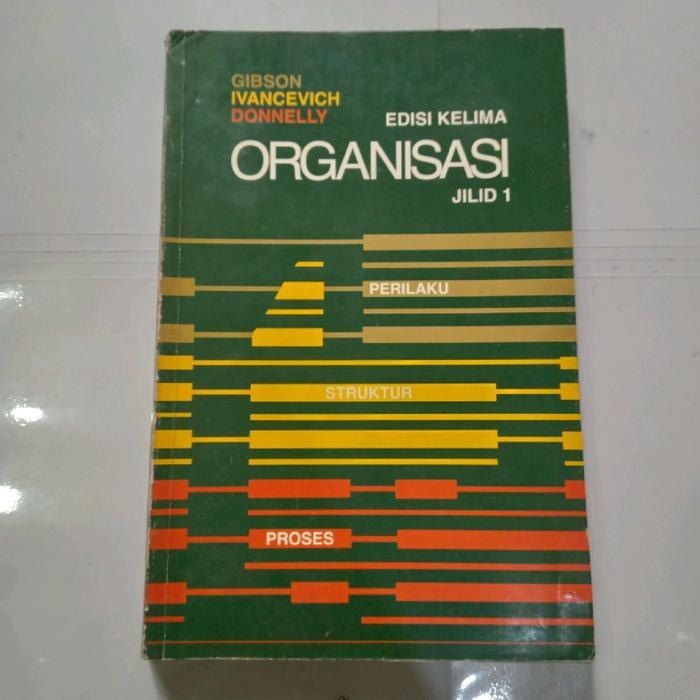 GIBSON
IVANCEVICH
DONNELLY
EDISI KELIMA
ORGANISASI
JILID 1
PERILAKU
STRUKTUR
PROSES